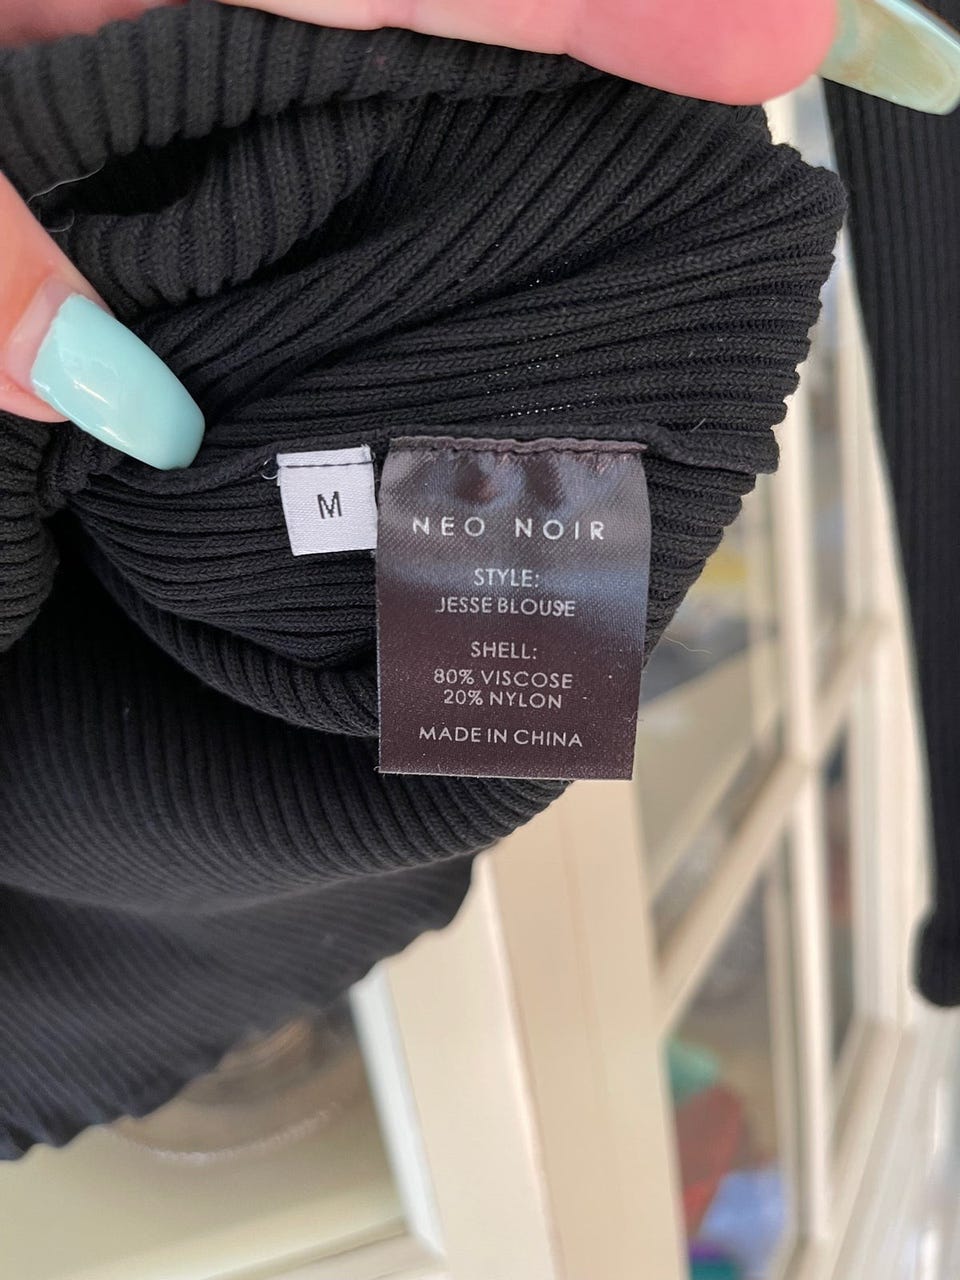 M
NEO NOIR
STYLE:
JESSE BLOUSE
SHELL:
80% VISCOSE
20% NYLON
MADE IN CHINA